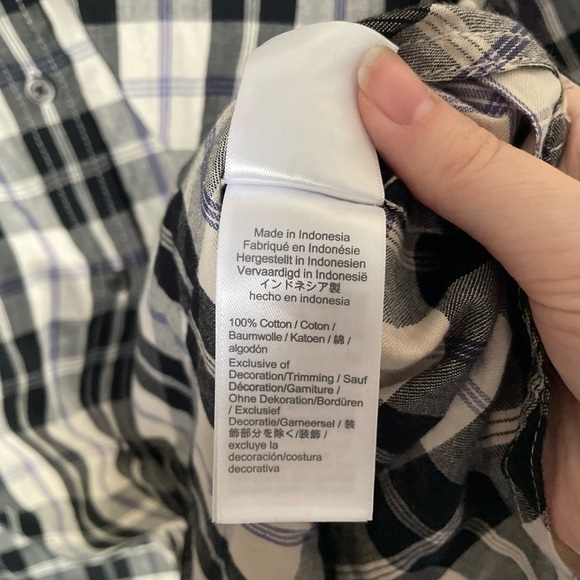 Made in Indonesia
Fabriqué en Indonésie
Hergestellt in Indonesien
Vervaardigd in Indonesië
インドネシア製
hecho en indonesia
100% Cotton / Coton /
Baumwolle / Katoen / 綿 /
algodón
Exclusive of
Decoration/Trimming / Sauf
Décoration/Garniture /
Ohne Dekoration/Bordüren
/ Exclusief
Decoratie/Garneersel / 装
飾部分を除く/装飾 /
excluye la
decoración/costura
decorativa